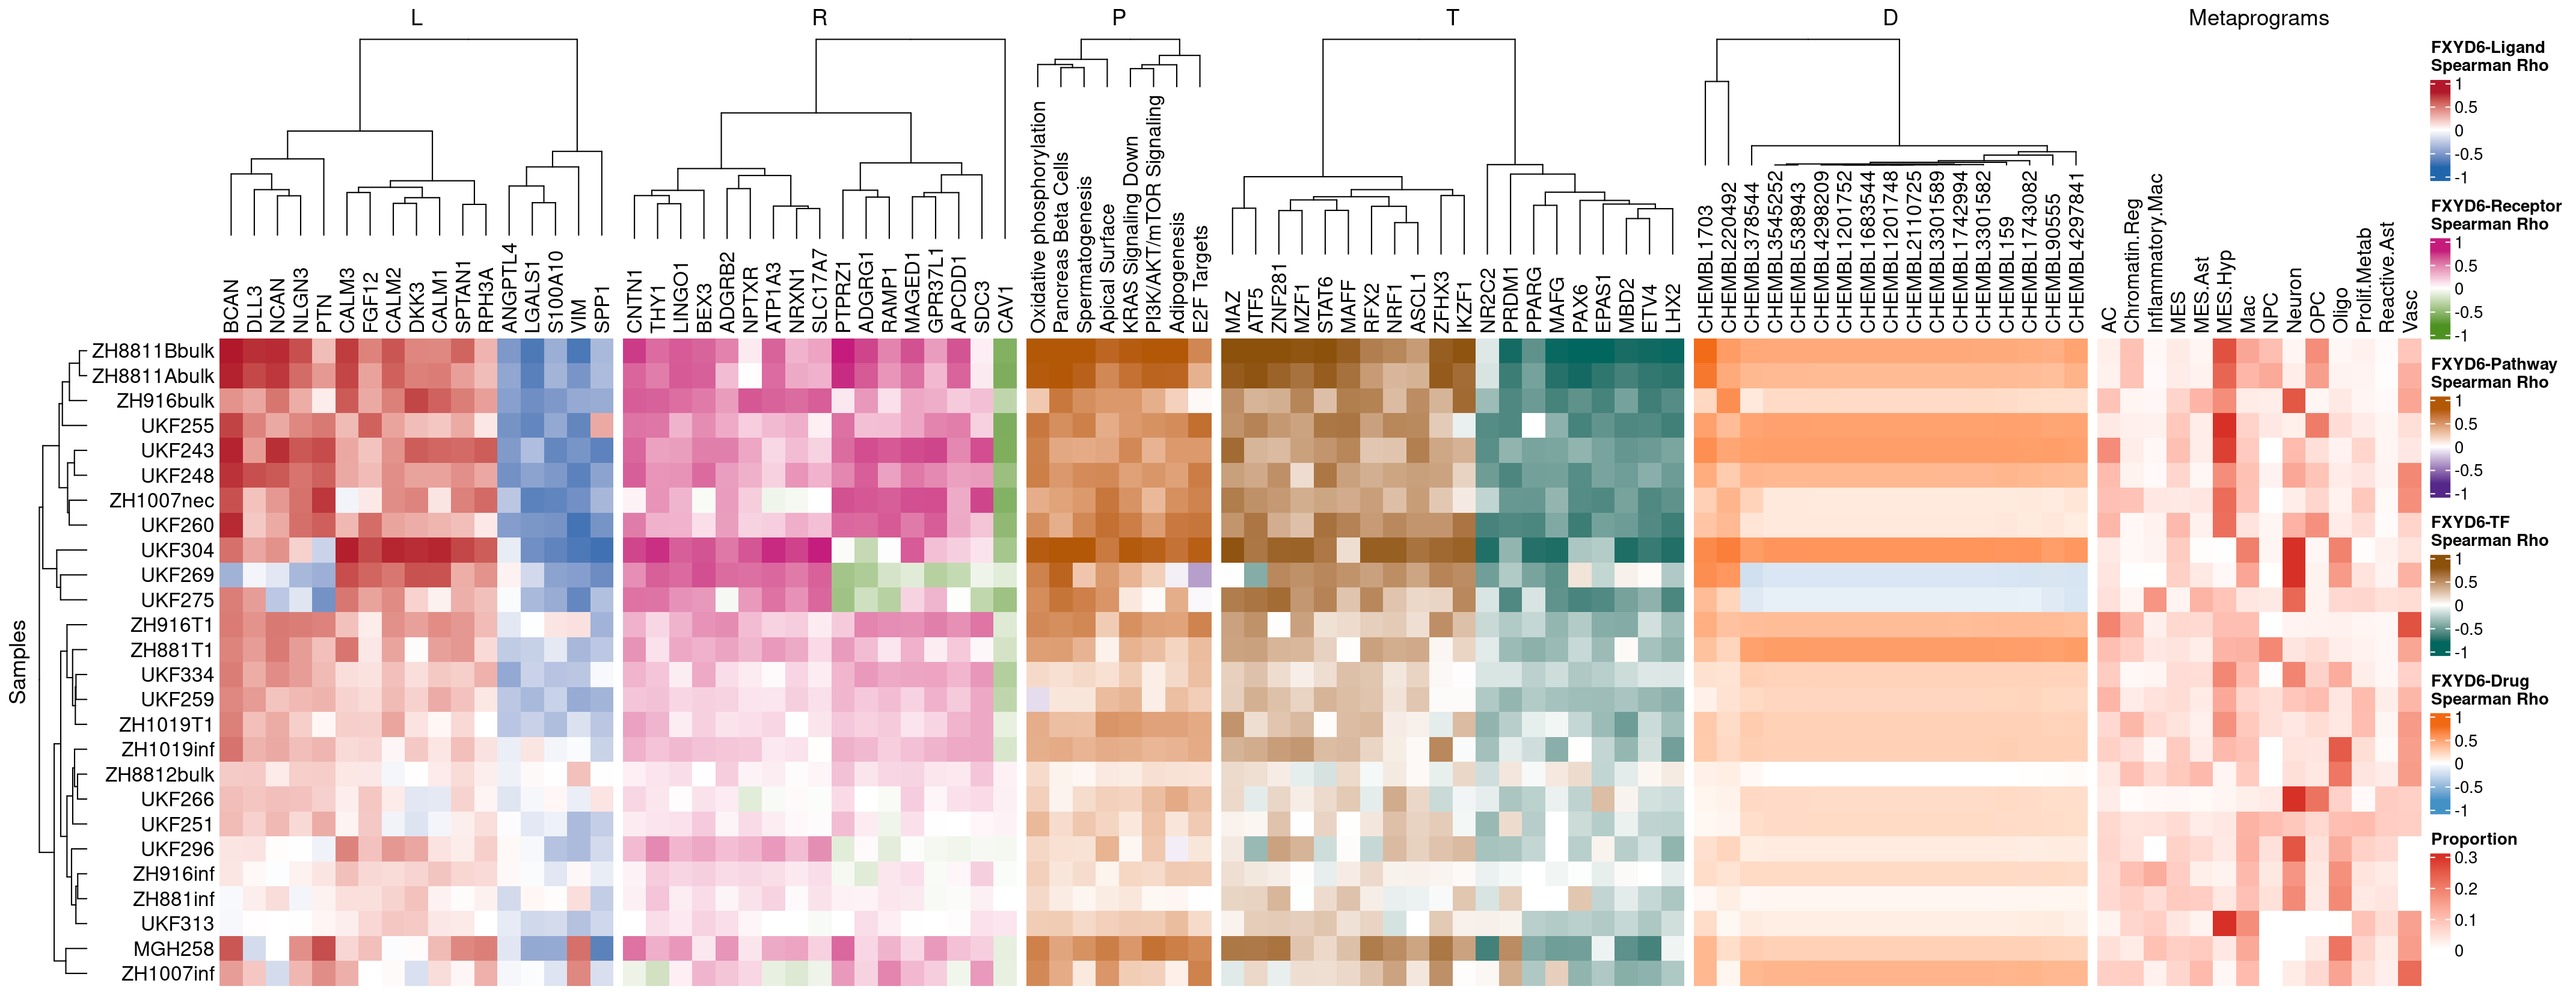 L
R
P
T
D
Metaprograms
BCAN
DLL3
NCAN
NLGN3
PTN
CALM3
FGF12
CALM2
DKK3
CALM1
SPTAN1
RPH3A
ANGPTL4
LGALS1
S100A10
VIM
SPP1
CNTN1
THY1
LINGO1
BEX3
ADGRB2
NPTXR
ATP1A3
NRXN1
SLC17A7
PTPRZ1
ADGRG1
RAMP1
MAGED1
GPR37L1
APCDD1
SDC3
CAV1
Oxidative phosphorylation
Pancreas Beta Cells
Spermatogenesis
Apical Surface
KRAS Signaling Down
PI3K/AKT/mTOR Signaling
Adipogenesis
E2F Targets
MAZ
ATF5
ZNF281
MZF1
STAT6
MAFF
RFX2
NRF1
ASCL1
ZFHX3
IKZF1
NR2C2
PRDM1
PPARG
MAFG
PAX6
EPAS1
MBD2
ETV4
LHX2
CHEMBL1703
CHEMBL220492
CHEMBL378544
CHEMBL3545252
CHEMBL5389443
CHEMBL4298209
CHEMBL1201752
CHEMBL1683544
CHEMBL1201748
CHEMBL2110725
CHEMBL3301589
CHEMBL1742994
CHEMBL3301582
CHEMBL159
CHEMBL1743082
CHEMBL90555
CHEMBL4297841
AC
Chromatin.Reg
Inflammatory.Mac
MES
MES.Ast
MES.Hyp
Mac
NPC
Neuron
OPC
Oligo
Prolif.Metab
Reactive.Ast
Vasc
Samples
ZH8811Bbulk
ZH8811Abulk
ZH916bulk
UKF255
UKF243
UKF248
ZH1007nec
UKF260
UKF304
UKF269
UKF275
ZH916T1
ZH881T1
UKF334
UKF259
ZH1019T1
ZH1019inf
ZH8812bulk
UKF266
UKF251
UKF296
ZH916inf
ZH881inf
UKF313
MGH258
ZH1007inf
FXYD6-Ligand
Spearman Rho
1
0.5
0
-0.5
-1
FXYD6-Receptor
Spearman Rho
1
0.5
0
-0.5
-1
FXYD6-Pathway
Spearman Rho
1
0.5
0
-0.5
-1
FXYD6-TF
Spearman Rho
1
0.5
0
-0.5
-1
FXYD6-Drug
Spearman Rho
1
0.5
0
-0.5
-1
Proportion
0.3
0.2
0.1
0